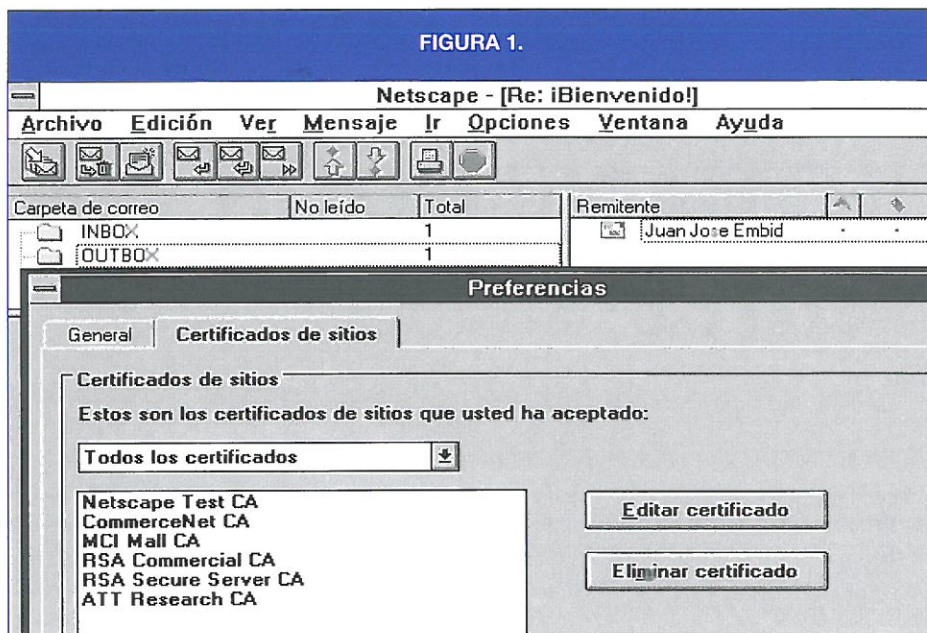 FIGURA 1.
Netscape - [Re: iBienvenido!]
Archivo Edición Ver Mensaje Ir Opciones Ventana Ayuda
Carpeta de correo No leído Total Remitente
INBOX 1 Juan Jose Embid
OUTBOX 1
Preferencias
General Certificados de sitios
Certificados de sitios
Estos son los certificados de sitios que usted ha aceptado:
Todos los certificados
Netscape Test CA
CommerceNet CA
MCI Mall CA
RSA Commercial CA
RSA Secure Server CA
ATT Research CA
Editar certificado
Eliminar certificado